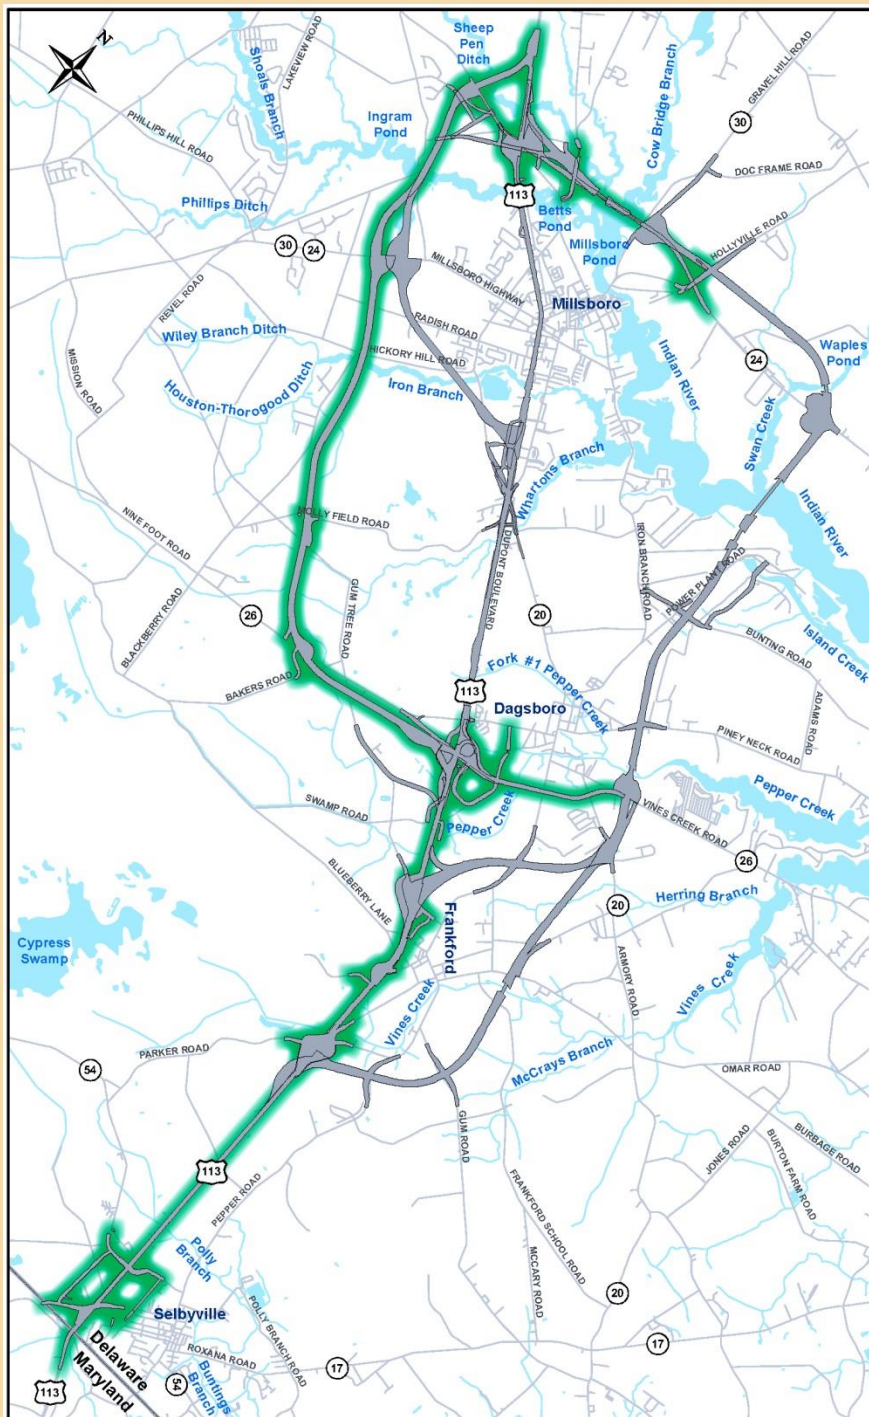 N
Sheep
Pen
Ditch
LAKEVIEW ROAD
Shoals Branch
Cow Bridge Branch
GRAVEL HILL ROAD
PHILLIPS HILL ROAD
Ingram
Pond
30
DOC FRAME ROAD
Phillips Ditch
113
Betts
Pond
Millsboro
Pond
HOLLYVILLE ROAD
30
24
MILLSBORO HIGHWAY
REVEL ROAD
Millsboro
RADISH ROAD
Wiley Branch Ditch
HICKORY HILL ROAD
Waples
Pond
24
MISSION ROAD
Houston-Thorogood Ditch
Iron Branch
Indian River
Swan Creek
Whartons Branch
NINE FOOT ROAD
MOLLY FIELD ROAD
DUPONT BOULEVARD
IRON BRANCH ROAD
POWER PLANT ROAD
Indian River
BLACKBERRY ROAD
GUM TREE ROAD
26
20
Island Creek
BUNTING ROAD
BAKERS ROAD
Fork #1 Pepper Creek
113
Dagsboro
ADAMS ROAD
PINEY NECK ROAD
SWAMP ROAD
Pepper Creek
Pepper Creek
VINES CREEK ROAD
26
BLUEBERRY LANE
Frankford
Herring Branch
20
Cypress
Swamp
ARMORY ROAD
Vines Creek
Vines Creek
PARKER ROAD
McCrays Branch
54
OMAR ROAD
GUM ROAD
JONES ROAD
BURBAGE ROAD
BURTON FARM ROAD
113
PEPPER ROAD
FRANKFORD SCHOOL ROAD
MCCARY ROAD
Polly
Branch
20
Selbyville
POLLY BRANCH ROAD
Delaware
Maryland
ROXANA ROAD
17
17
113
54
Buntings
Branch